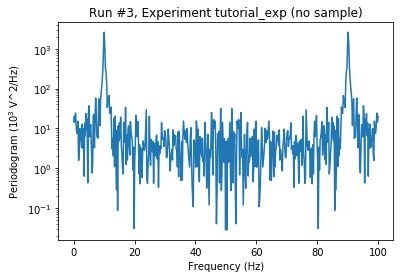 Run #3, Experiment tutorial_exp (no sample)
Periodogram (10³ V^2/Hz)
10³
10²
10¹
10⁰
10⁻¹
0 20 40 60 80 100
Frequency (Hz)